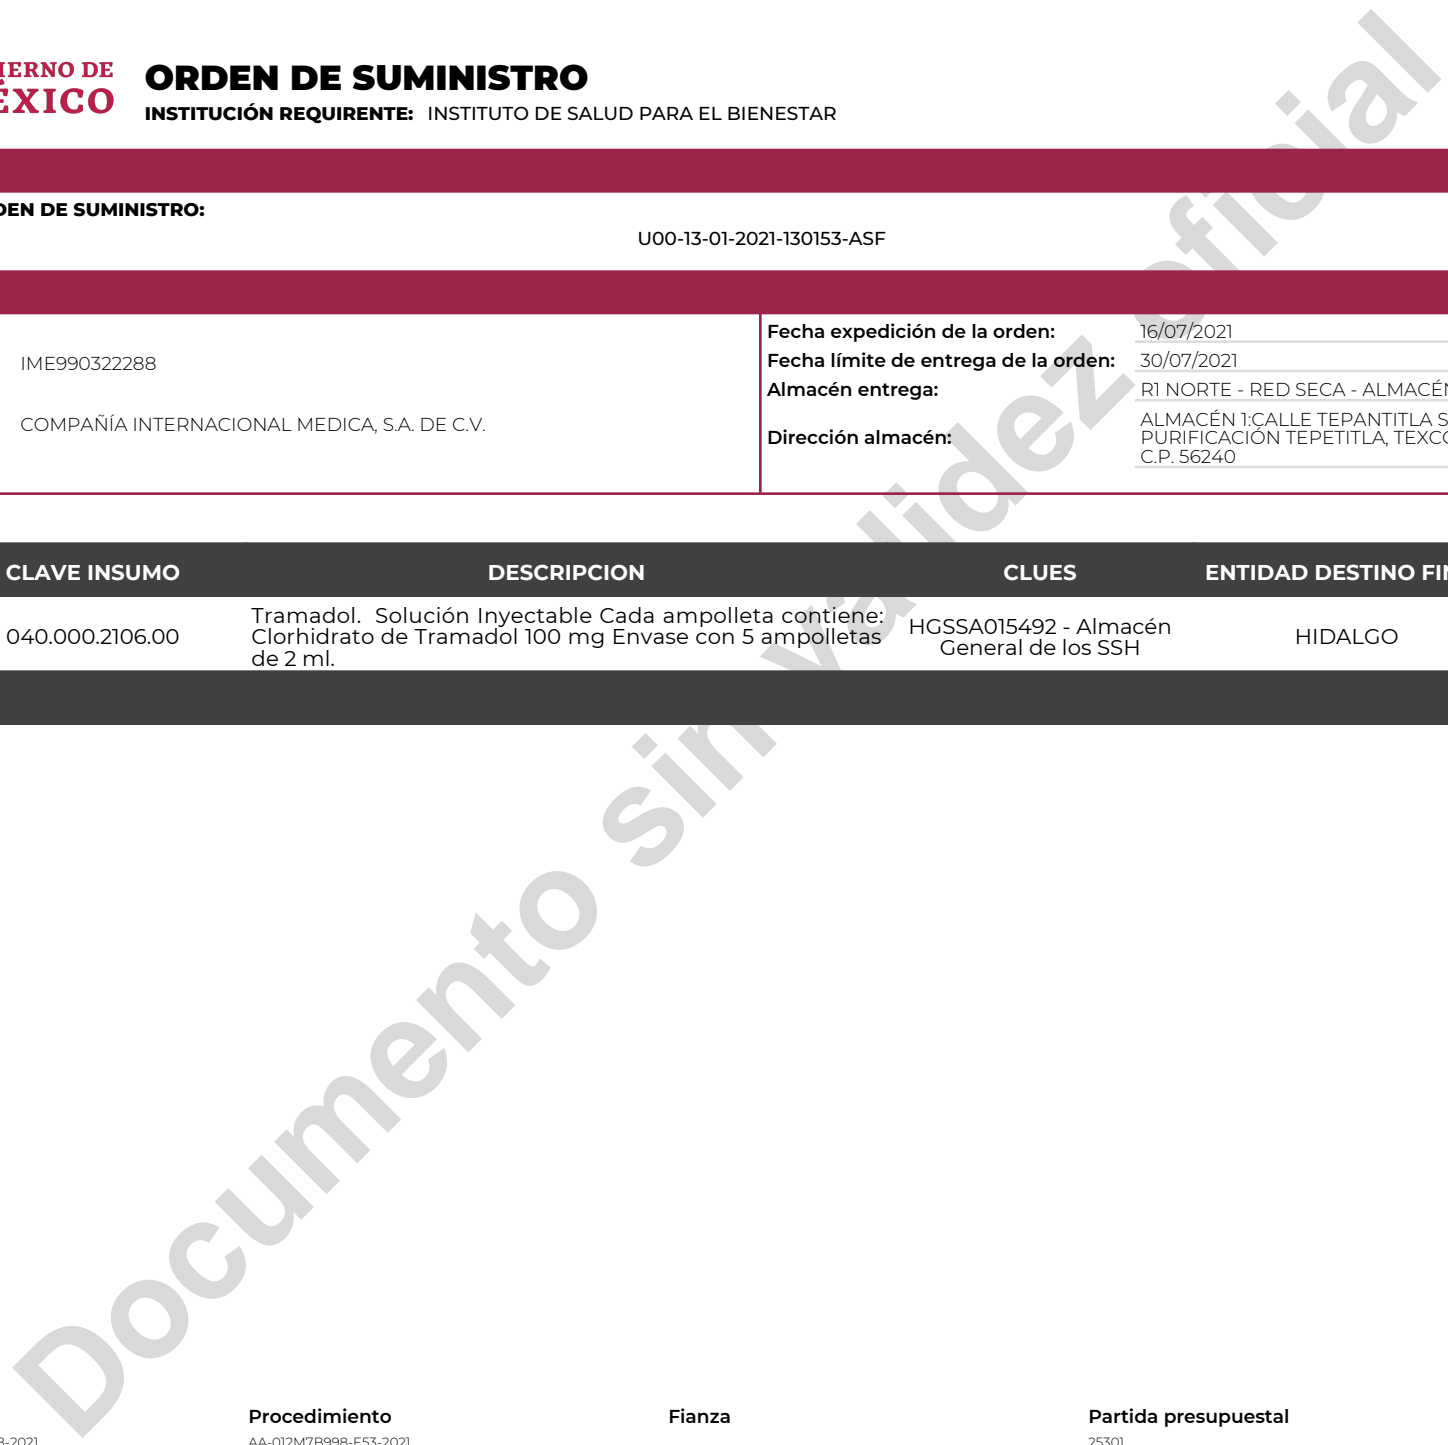 ORDEN DE SUMINISTRO
INSTITUCIÓN REQUIRENTE: INSTITUTO DE SALUD PARA EL BIENESTAR
DE SUMINISTRO:
U00-13-01-2021-130153-ASF
IME990322288
COMPAÑÍA INTERNACIONAL MEDICA, S.A. DE C.V.
Fecha expedición de la orden: 16/07/2021
Fecha límite de entrega de la orden: 30/07/2021
Almacén entrega: R1 NORTE - RED SECA - ALMACÉN
Dirección almacén:
ALMACÉN 1:CALLE TEPANTITLA
PURIFICACIÓN TEPETITLA,
C.P. 56240
CLAVE INSUMO DESCRIPCION CLUES ENTIDAD DESTINO
040.000.2106.00
Tramadol. Solución Inyectable Cada ampolleta contiene:
Clorhidrato de Tramadol 100 mg Envase con 5 ampolletas
de 2 ml.
HGSSA015492 - Almacén
General de los SSH
HIDALGO
DE
Procedimiento Fianza Partida presupuestal
AA-012M7B998-E53-2021 25301
Documento sin validez oficial